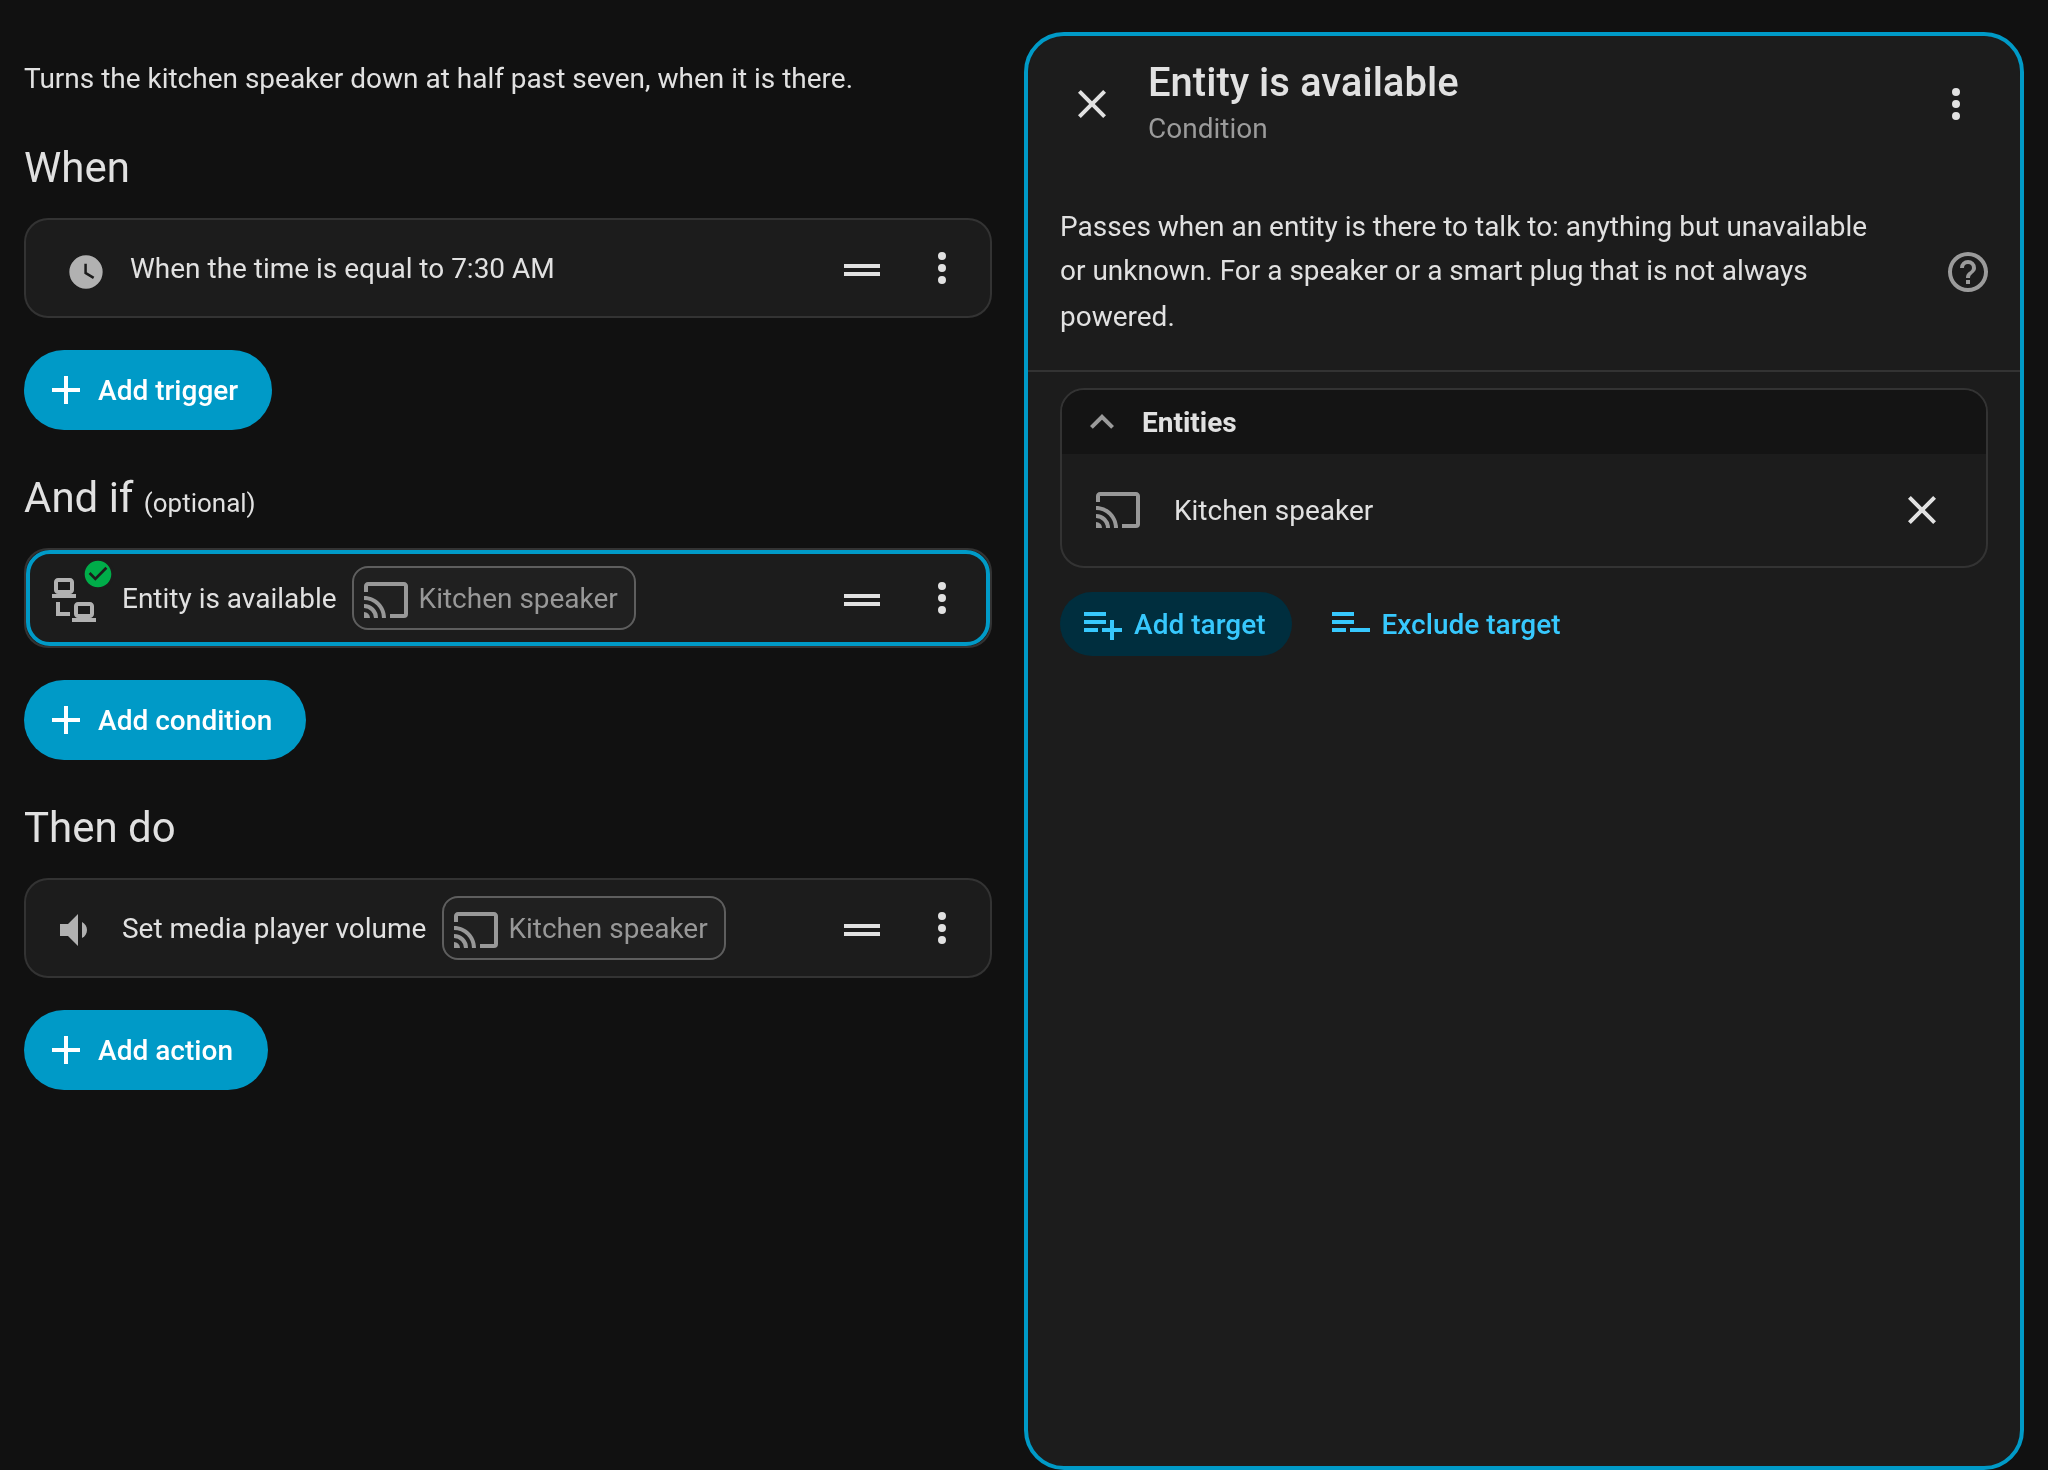 Turns the kitchen speaker down at half past seven, when it is there.
When
When the time is equal to 7:30 AM
Add trigger
And if (optional)
Entity is available Kitchen speaker
Add condition
Then do
Set media player volume Kitchen speaker
Add action
Entity is available
Condition
Passes when an entity is there to talk to: anything but unavailable
or unknown. For a speaker or a smart plug that is not always
powered.
Entities
Kitchen speaker
Add target Exclude target